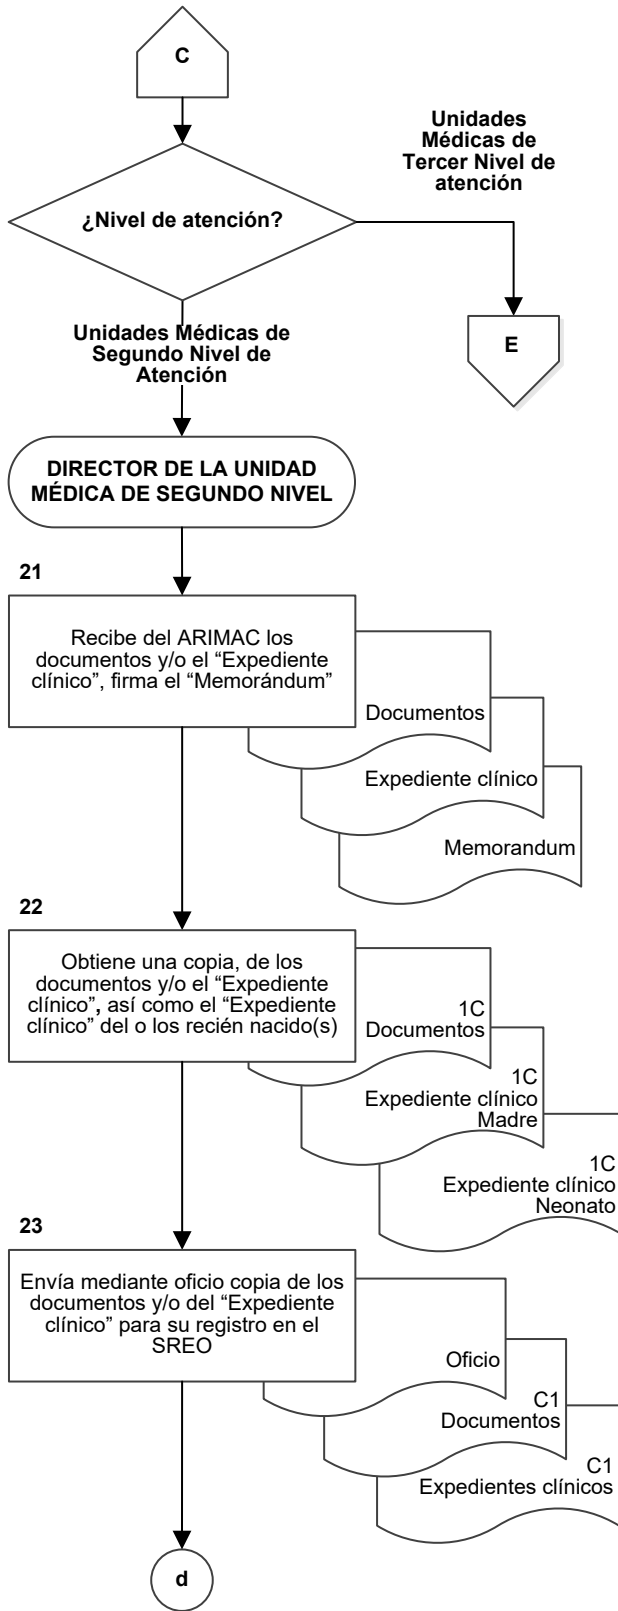 C
Unidades
Médicas de
Tercer Nivel de
atención
¿Nivel de atención?
E
Unidades Médicas de
Segundo Nivel de
Atención
DIRECTOR DE LA UNIDAD
MÉDICA DE SEGUNDO NIVEL
21
Recibe del ARIMAC los
documentos y/o el “Expediente
clínico”, firma el “Memorándum”
Documentos
Expediente clínico
Memorandum
22
Obtiene una copia, de los
documentos y/o el “Expediente
clínico”, así como el “Expediente
clínico” del o los recién nacido(s)
1C
Documentos
1C
Expediente clínico
Madre
1C
Expediente clínico
Neonato
23
Envía mediante oficio copia de los
documentos y/o del “Expediente
clínico” para su registro en el
SREO
Oficio
C1
Documentos
C1
Expedientes clínicos
d